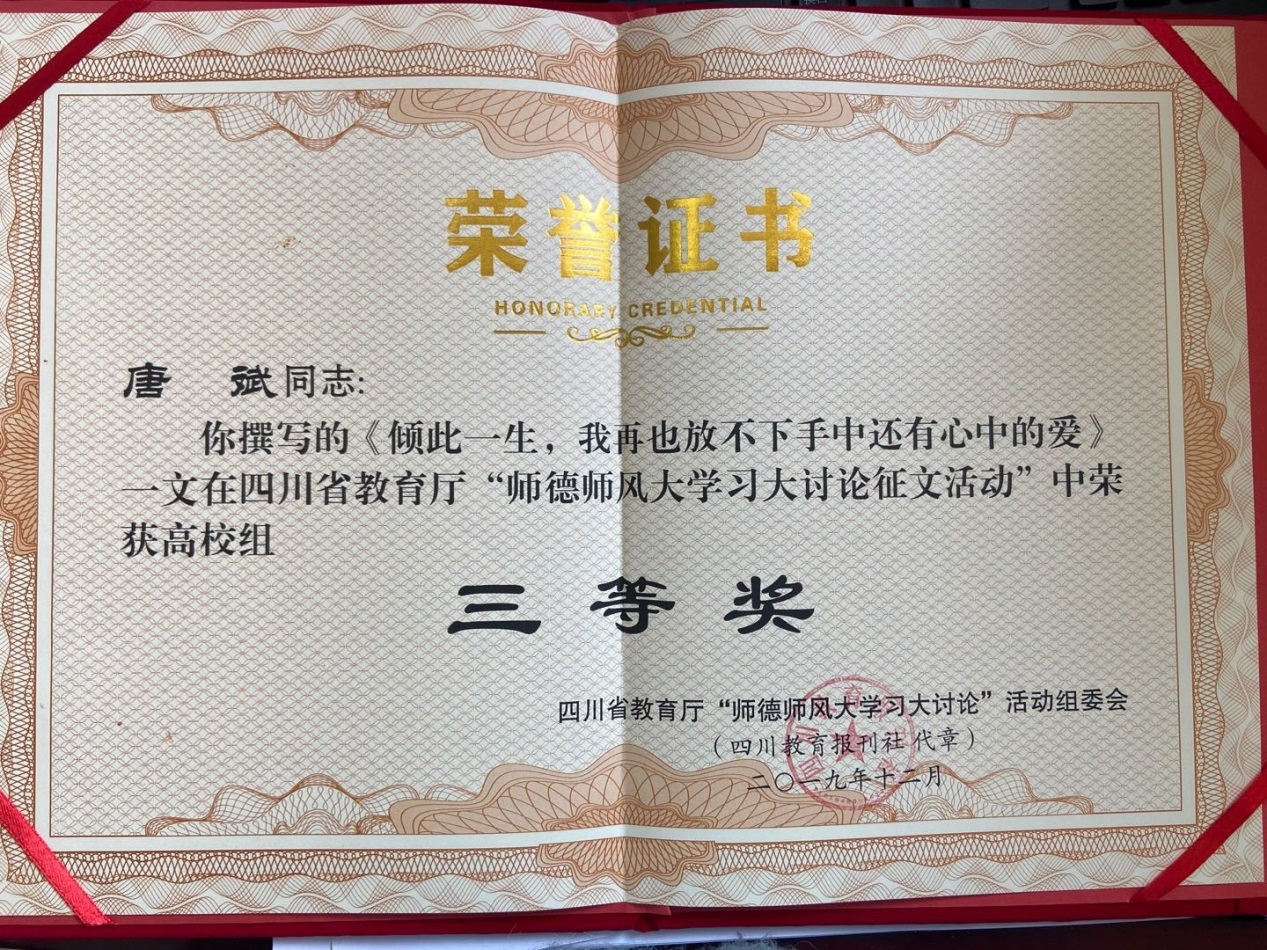 荣誉证书
HONORARY CREDENTIAL
唐 斌同志:
你撰写的《倾此一生，我再也放不下手中还有心中的爱》
一文在四川省教育厅“师德师风大学习大讨论征文活动”中荣
获高校组
三等奖
四川省教育厅“师德师风大学习大讨论”活动组委会
（四川教育报刊社 代章）
二〇一九年十二月